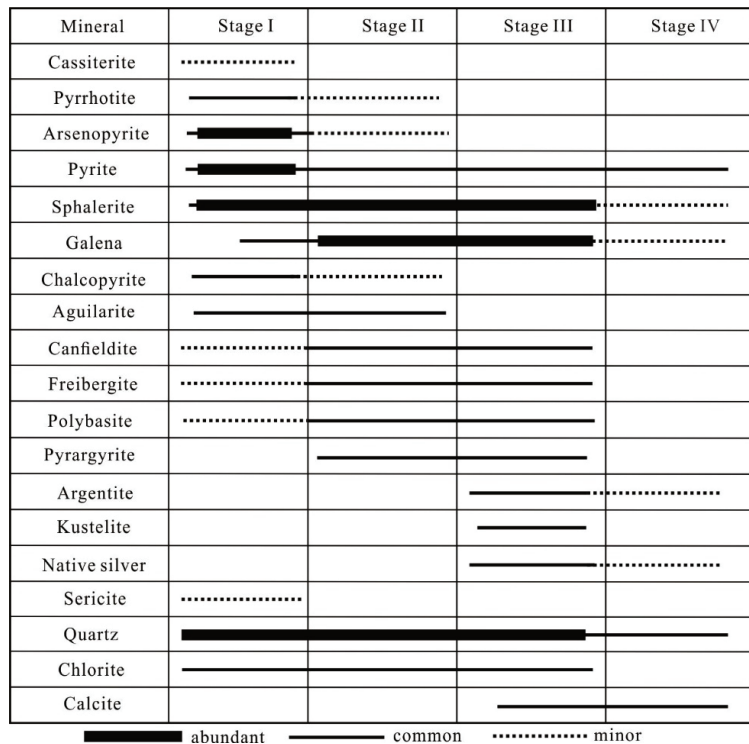 Mineral Stage I Stage II Stage III Stage IV
Cassiterite
Pyrrhotite
Arsenopyrite
Pyrite
Sphalerite
Galena
Chalcopyrite
Aguilarite
Canfieldite
Freibergite
Polybasite
Pyrargyrite
Argentite
Kustelite
Native silver
Sericite
Quartz
Chlorite
Calcite
abundant common minor